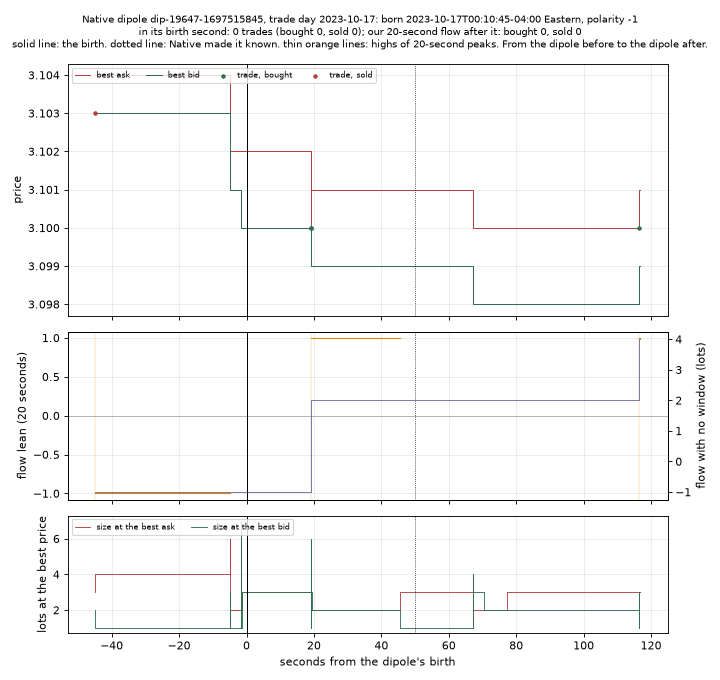 Native dipole dip-19647-1697515845, trade day 2023-10-17: born 2023-10-17T00:10:45-04:00 Eastern, polarity -1
in its birth second: 0 trades (bought 0, sold 0); our 20-second flow after it: bought 0, sold 0
solid line: the birth. dotted line: Native made it known. thin orange lines: highs of 20-second peaks. From the dipole before to the dipole after.
best ask
best bid
trade, bought
trade, sold
price
3.104
3.103
3.102
3.101
3.100
3.099
3.098
flow lean (20 seconds)
1.0
0.5
0.0
−0.5
−1.0
4
3
2
1
0
−1
flow with no window (lots)
size at the best ask
size at the best bid
lots at the best price
6
4
2
−40
−20
0
20
40
60
80
100
120
seconds from the dipole's birth